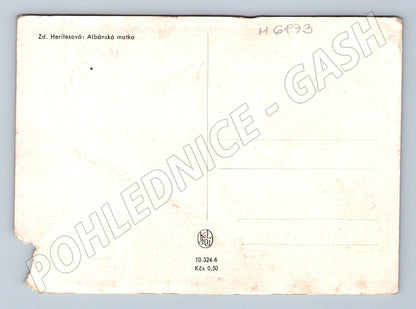 Zd. Heritesová: Albánská matka
M 6873
POHLEDNICE - GASH
10-324-6
Kčs 0,50